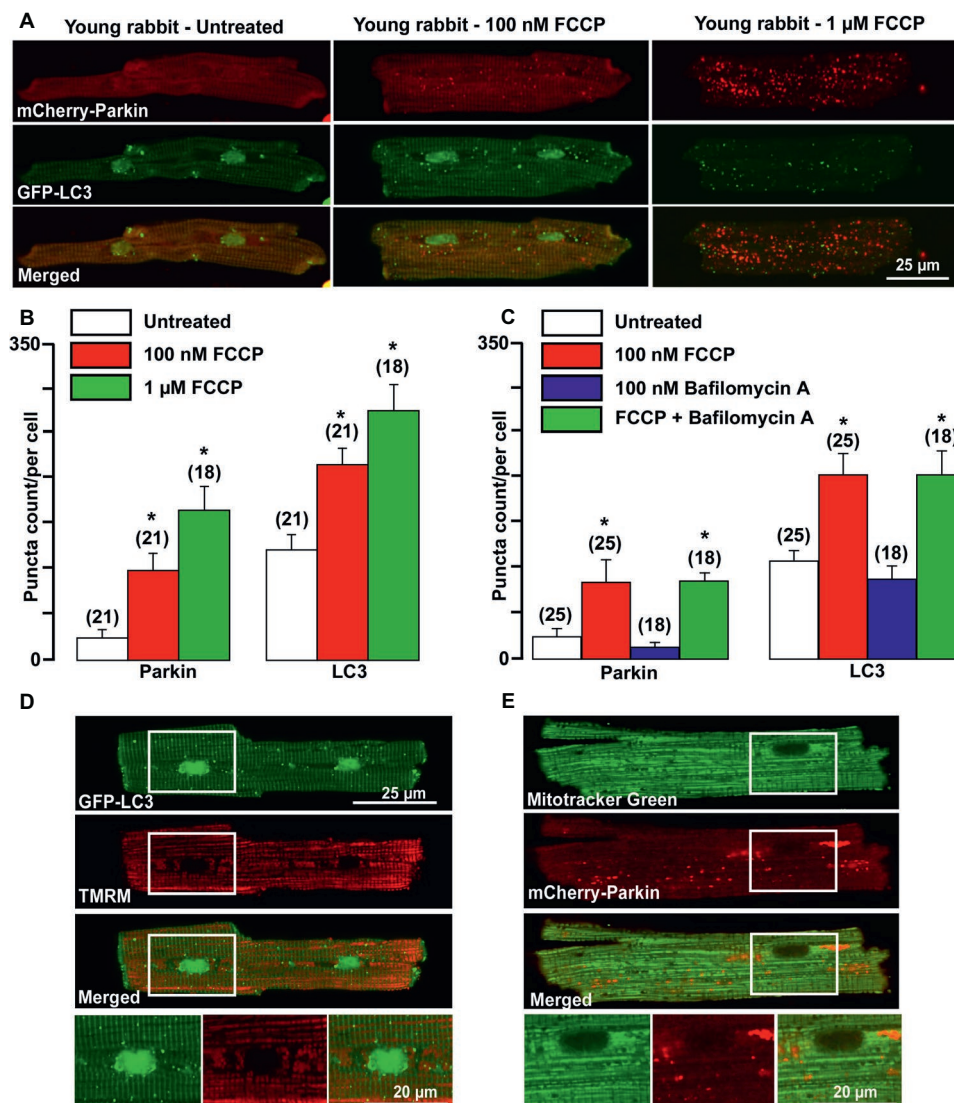 A
Young rabbit - Untreated
Young rabbit - 100 nM FCCP
Young rabbit - 1 µM FCCP
mCherry-Parkin
GFP-LC3
Merged
25 µm
B
Untreated
100 nM FCCP
1 µM FCCP
350
0
Puncta count/per cell
(21)
*
(21)
*
(18)
(21)
*
(21)
*
(18)
Parkin
LC3
C
Untreated
100 nM FCCP
100 nM Bafilomycin A
FCCP + Bafilomycin A
350
0
Puncta count/per cell
(25)
*
(25)
(18)
*
(18)
(25)
*
(25)
(18)
*
(18)
Parkin
LC3
D
GFP-LC3
25 µm
TMRM
Merged
20 µm
E
Mitotracker Green
mCherry-Parkin
Merged
20 µm